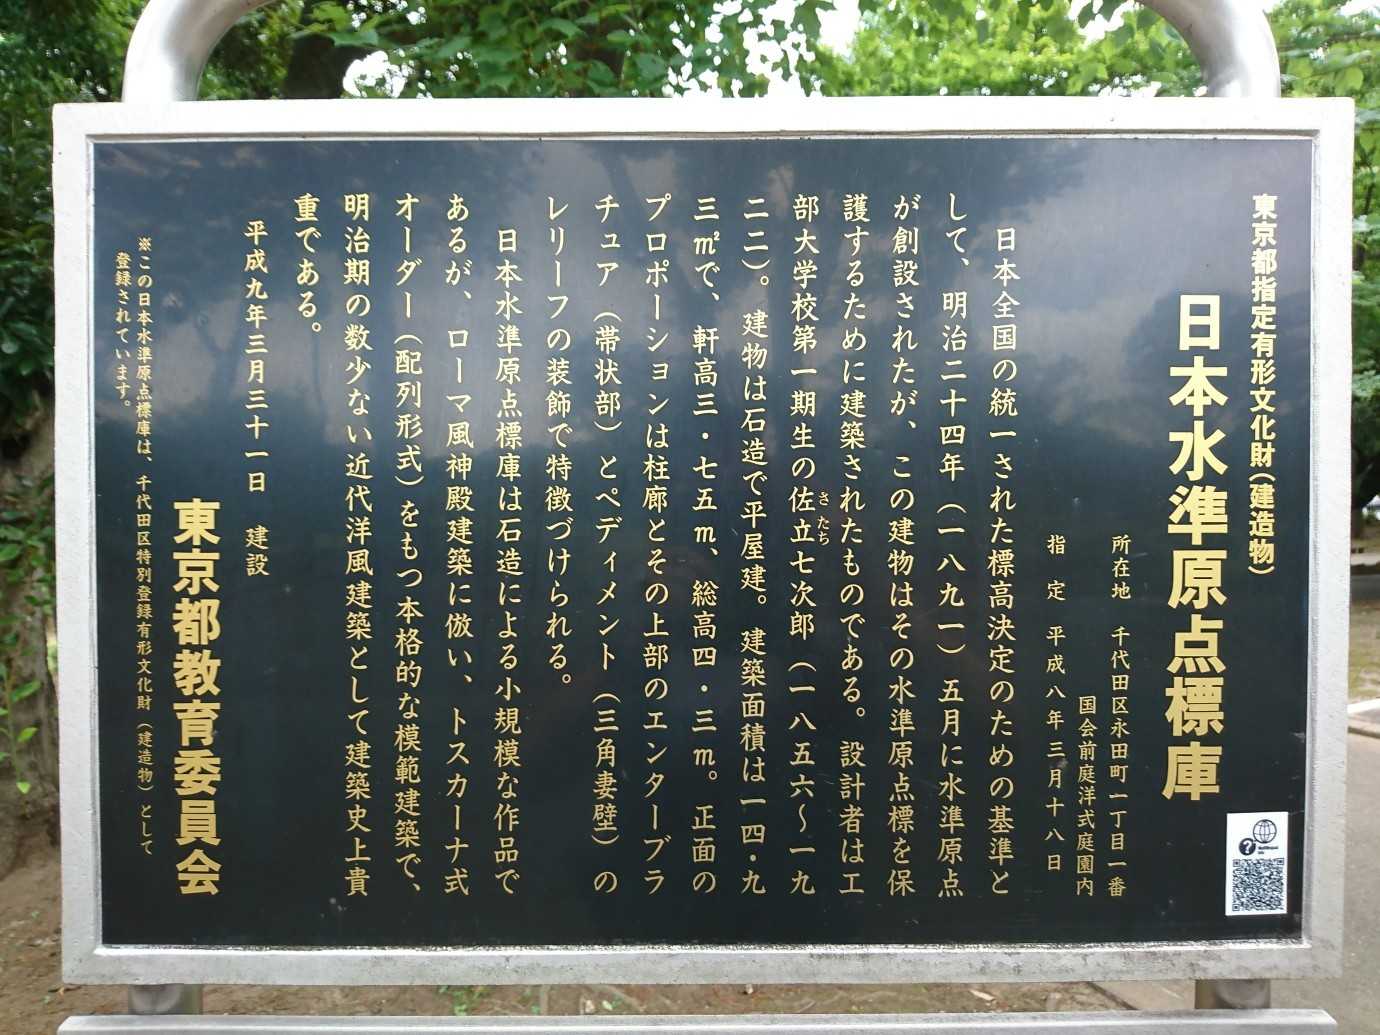 東京都指定有形文化財(建造物)
日本水準原点標庫
所在地 千代田区永田町一丁目一番
国会前庭洋式庭園内
指定 平成八年三月十八日
日本全国の統一された標高決定のための基準と
して、明治二十四年(一八九一)五月に水準原点
が創設されたが、この建物はその水準原点標を保
護するために建築されたものである。設計者は工
部大学校第一期生の佐立七次郎(一八五六～一九
さたち
二二)。建物は石造で平屋建。建築面積は一四・九
三㎡で、軒高三・七五m、総高四・三m。正面の
プロポーションは柱廊とその上部のエンターブラ
チュア(帯状部)とペディメント(三角妻壁)の
レリーフの装飾で特徴づけられる。
日本水準原点標庫は石造による小規模な作品で
あるが、ローマ風神殿建築に倣い、トスカーナ式
オーダー(配列形式)をもつ本格的な模範建築で、
明治期の数少ない近代洋風建築として建築史上貴
重である。
平成九年三月三十一日 建設
東京都教育委員会
※この日本水準原点標庫は、千代田区特別登録有形文化財(建造物)として
登録されています。